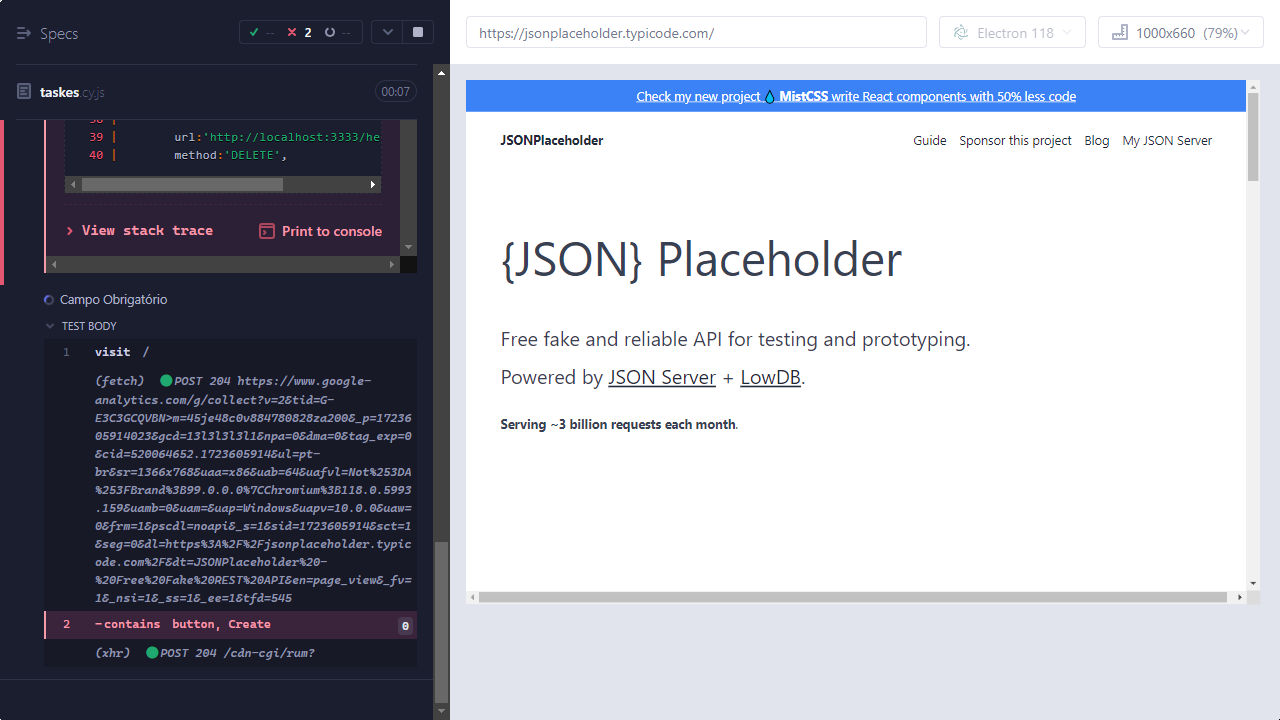 Specs
-- 2 --
https://jsonplaceholder.typicode.com/
Electron 118
1000x660 (79%)
taskes.cy.js
00:07
39 | url:'http://localhost:3333/he
40 | method:'DELETE',
View stack trace
Print to console
Campo Obrigatório
TEST BODY
1 visit /
(fetch) POST 204 https://www.google-
analytics.com/g/collect?v=2&tid=G-
E3C3GCQVBN>m=45je48c0v884780828za200&_p=17236
05914023&gcd=13l3l3l3l1&npa=0&dma=0&tag_exp=0
&cid=520064652.1723605914&ul=pt-
br&sr=1366x768&uaa=x86&uab=64&uafvl=Not%253DA
%253FBrand%3B99.0.0.0%7CChromium%3B118.0.5993
.159&uamb=0&uam=&uap=Windows&uapv=10.0.0&uaw=
0&frm=1&pscdl=noapi&_s=1&sid=1723605914&sct=1
&seg=0&dl=https%3A%2F%2Fjsonplaceholder.typic
ode.com%2F&dt=JSONPlaceholder%20-
%20Free%20Fake%20REST%20API&en=page_view&_fv=
1&_nsi=1&_ss=1&_ee=1&tfd=545
2 -contains button, Create 0
(xhr) POST 204 /cdn-cgi/rum?
Check my new project 💧 MistCSS write React components with 50% less code
JSONPlaceholder
Guide Sponsor this project Blog My JSON Server
{JSON} Placeholder
Free fake and reliable API for testing and prototyping.
Powered by JSON Server + LowDB.
Serving ~3 billion requests each month.